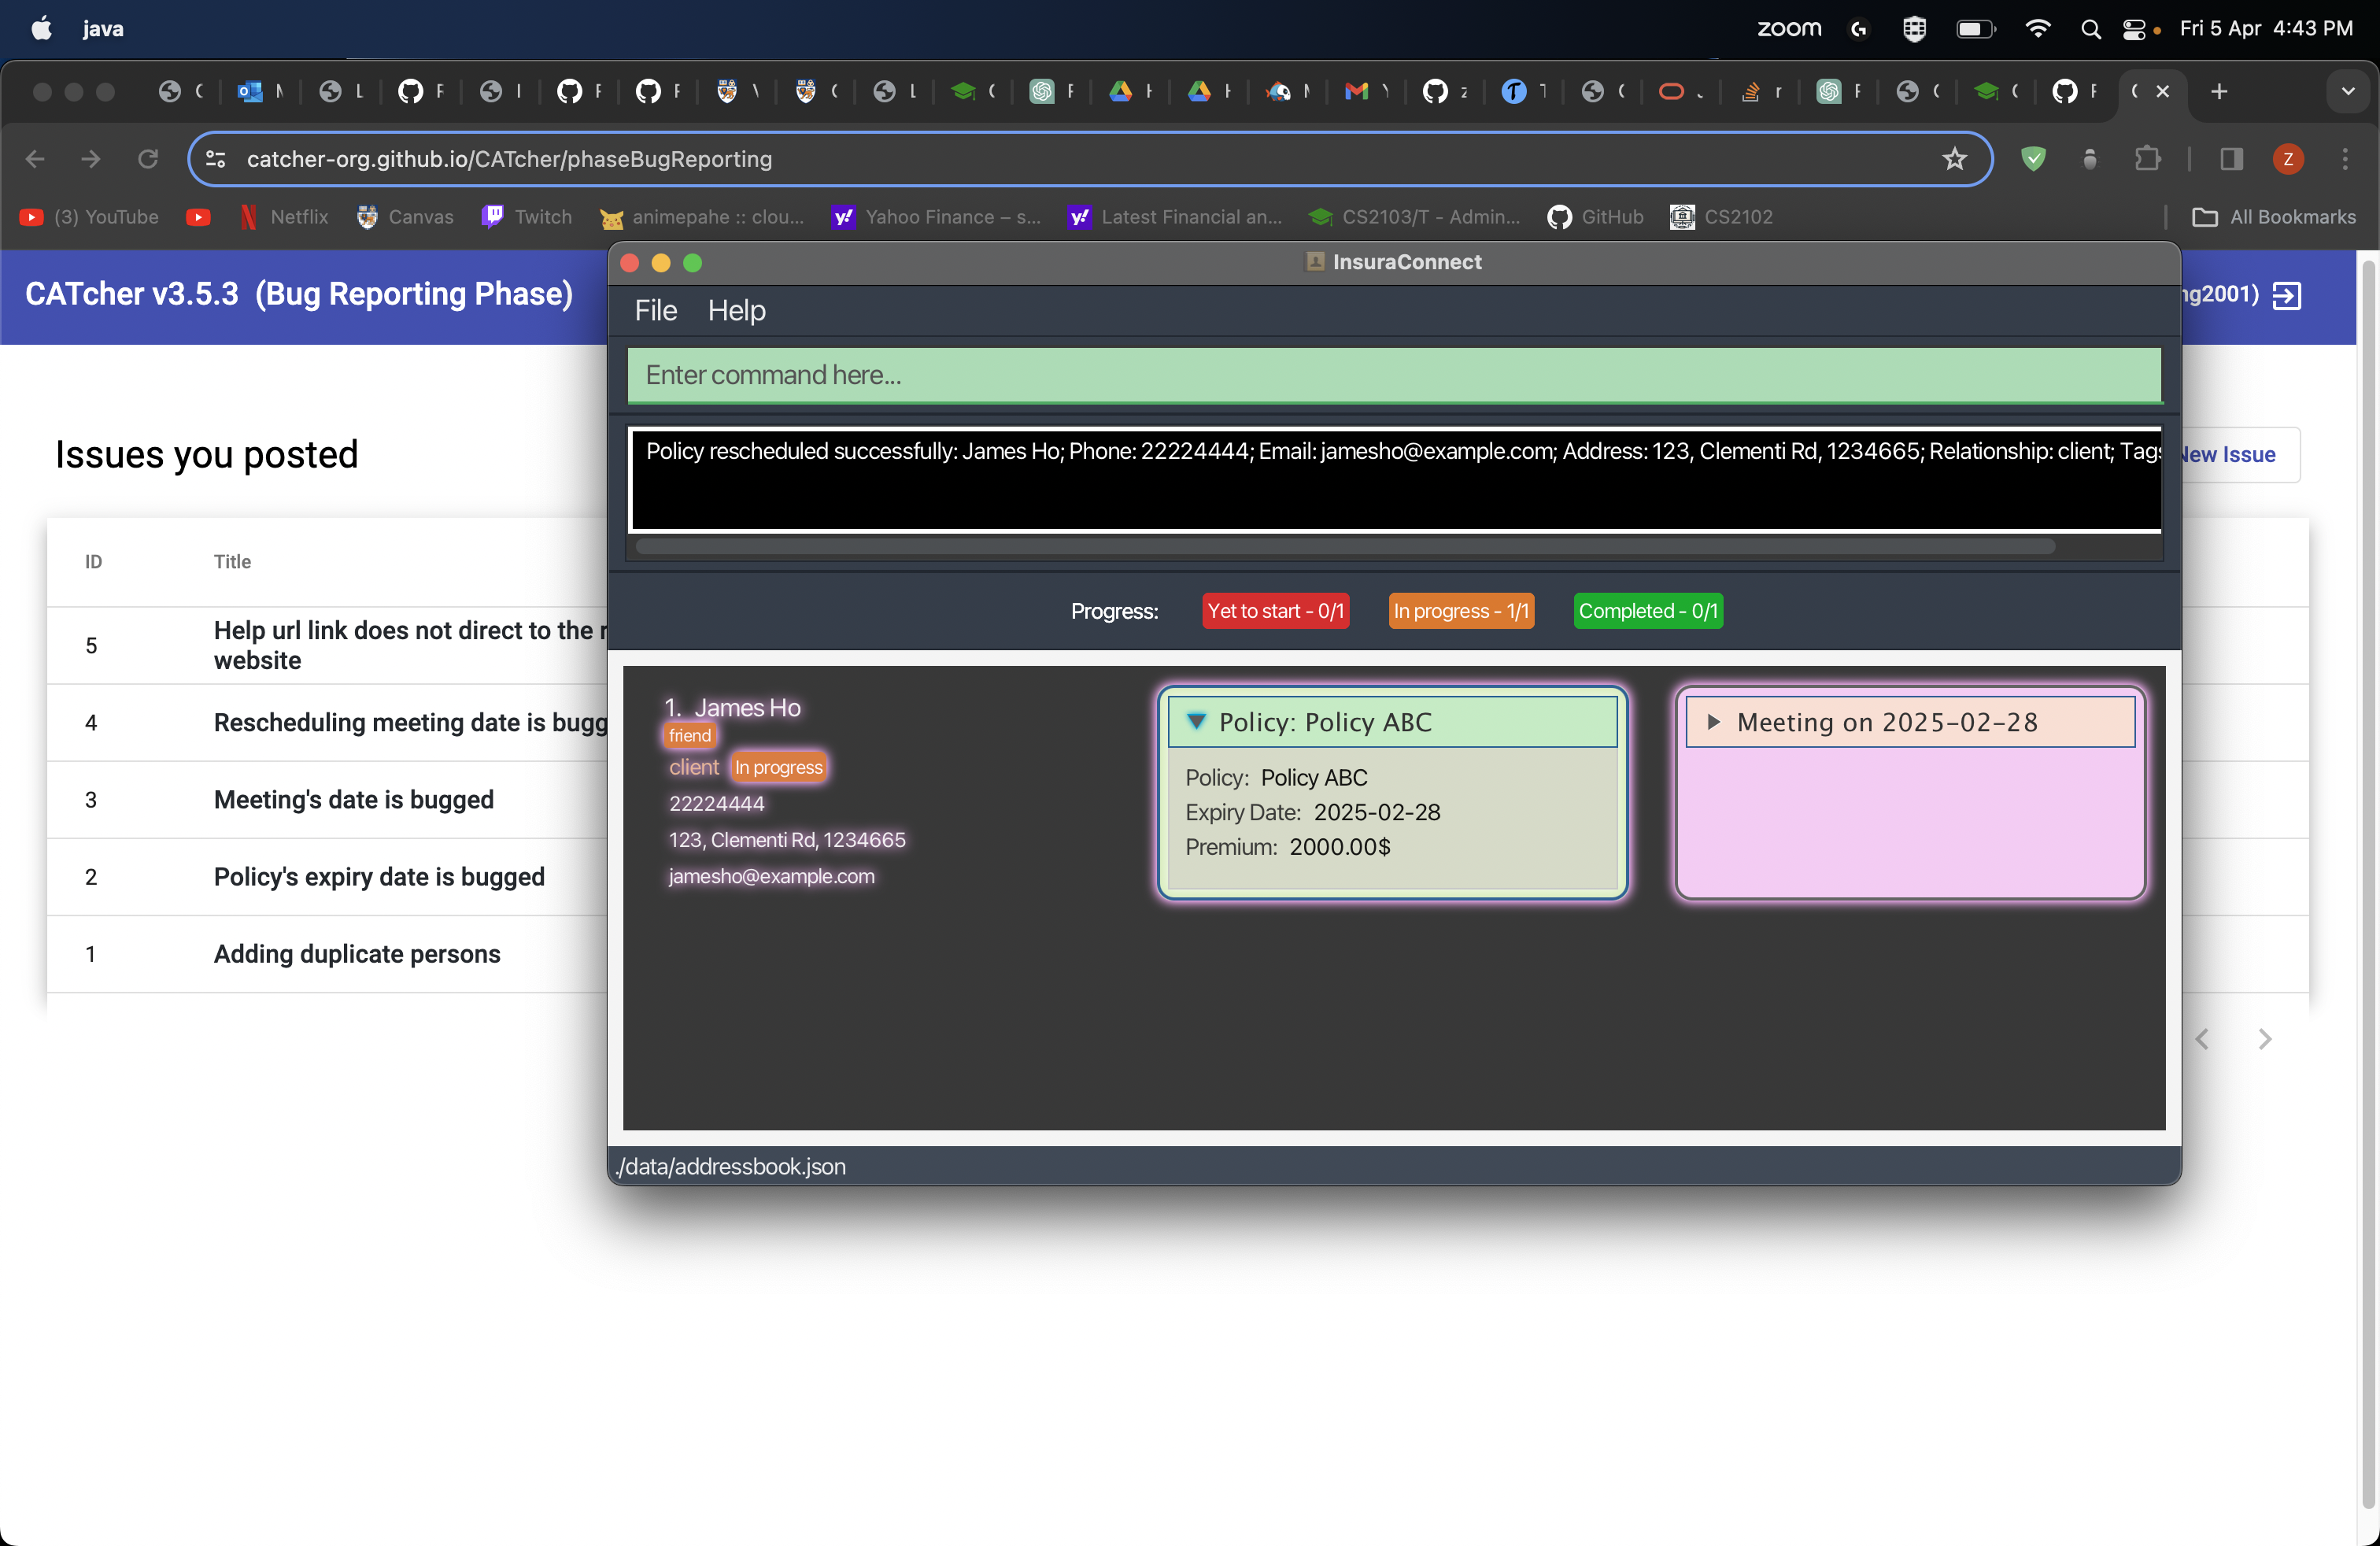 java
zoom
Fri 5 Apr 4:43 PM
catcher-org.github.io/CATcher/phaseBugReporting
Z
(3) YouTube
Netflix
Canvas
Twitch
animepahe :: clou...
Yahoo Finance – s...
Latest Financial an...
CS2103/T - Admin...
GitHub
CS2102
All Bookmarks
CATcher v3.5.3 (Bug Reporting Phase)
ng2001)
Issues you posted
New Issue
ID Title
5 Help url link does not direct to the
website
4 Rescheduling meeting date is bugg
3 Meeting's date is bugged
2 Policy's expiry date is bugged
1 Adding duplicate persons
InsuraConnect
File Help
Enter command here...
Policy rescheduled successfully: James Ho; Phone: 22224444; Email: jamesho@example.com; Address: 123, Clementi Rd, 1234665; Relationship: client; Tags
Progress: Yet to start - 0/1 In progress - 1/1 Completed - 0/1
1. James Ho
friend
client In progress
22224444
123, Clementi Rd, 1234665
jamesho@example.com
Policy: Policy ABC
Policy: Policy ABC
Expiry Date: 2025-02-28
Premium: 2000.00$
Meeting on 2025-02-28
./data/addressbook.json